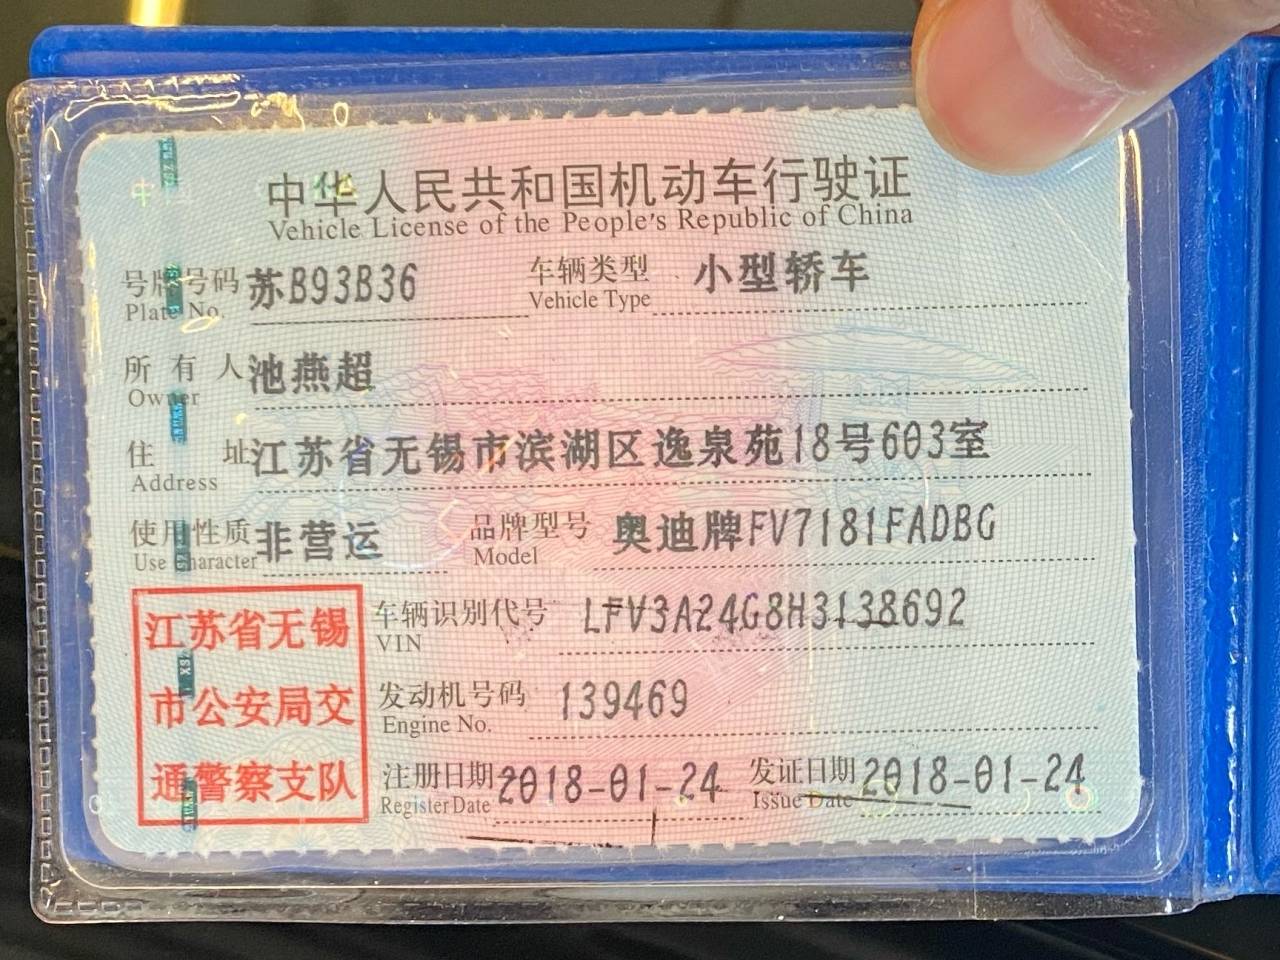 中华人民共和国机动车行驶证
Vehicle License of the People's Republic of China
号牌号码 苏B93B36 车辆类型 小型轿车
Plate No. Vehicle Type
所有人 池燕超
Owner
住址 江苏省无锡市滨湖区逸泉苑18号603室
Address
使用性质 非营运 品牌型号 奥迪牌FV7181FADBG
Use Character Model
江苏省无锡
市公安局交
通警察支队
车辆识别代号 LFV3A24G8H3138692
VIN
发动机号码 139469
Engine No.
注册日期 2018-01-24 发证日期 2018-01-24
Register Date Issue Date